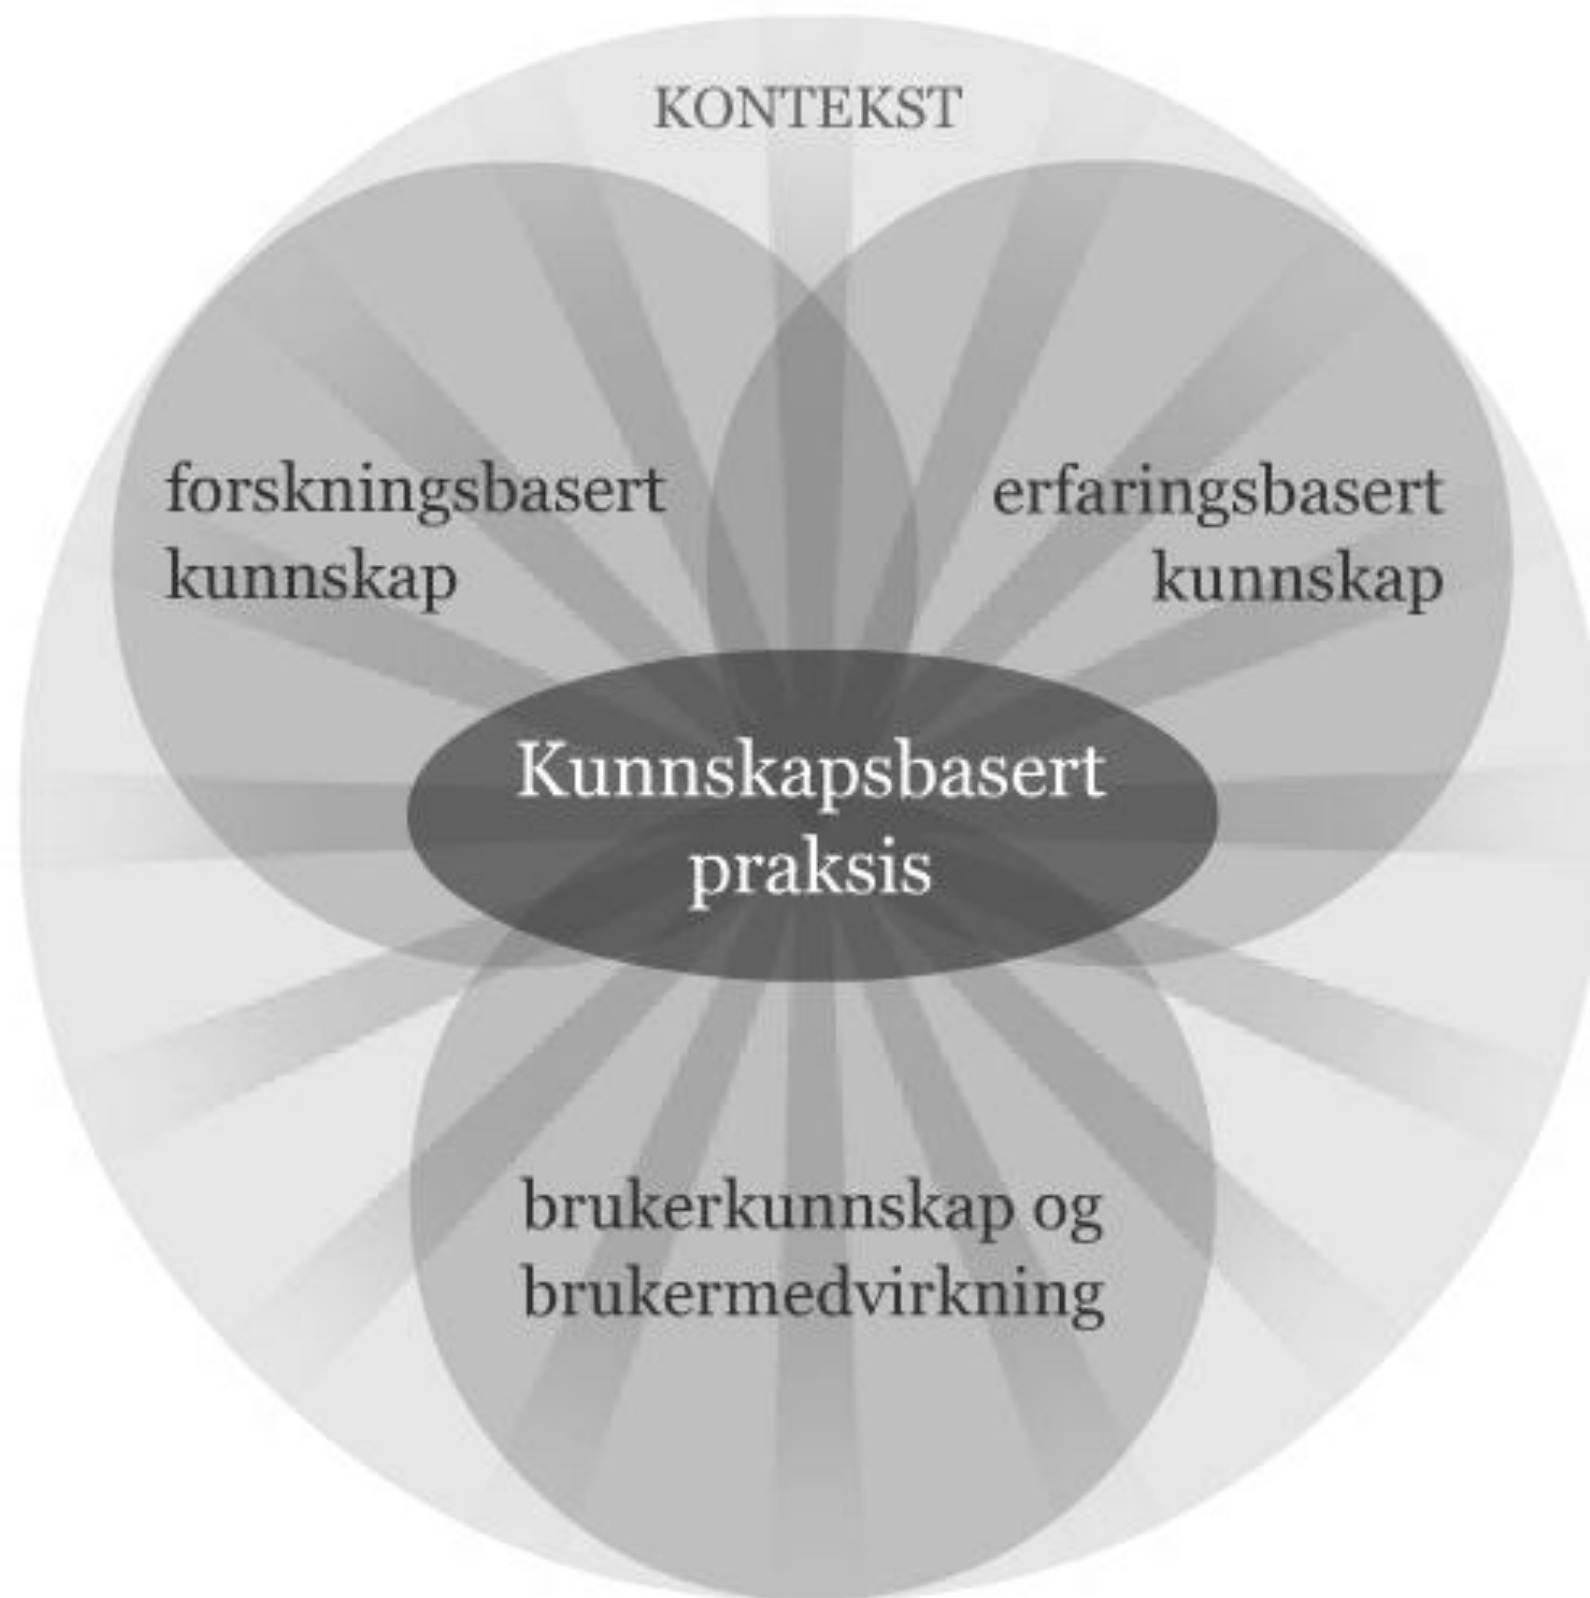 KONTEKST
forskningsbasert
kunnskap
erfaringsbasert
kunnskap
Kunnskapsbasert
praksis
brukerkunnskap og
brukermedvirkning